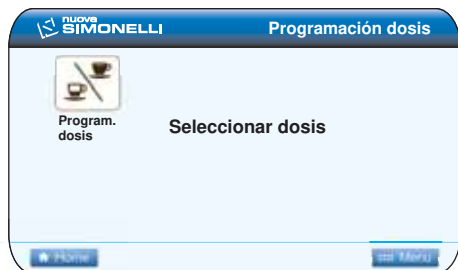 nuova
SIMONELLI
Programación dosis
Program.
dosis
Seleccionar dosis
Home
Menu